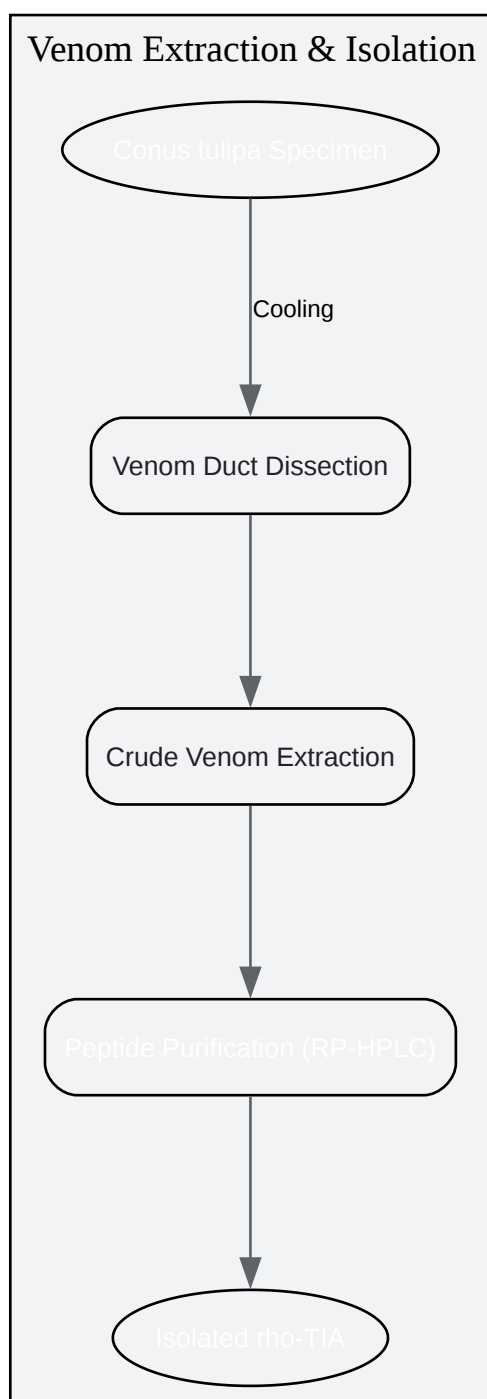 Venom Extraction & Isolation
Conus tulipa Specimen
Cooling
Venom Duct Dissection
Crude Venom Extraction
Peptide Purification (RP-HPLC)
Isolated rho-TIA